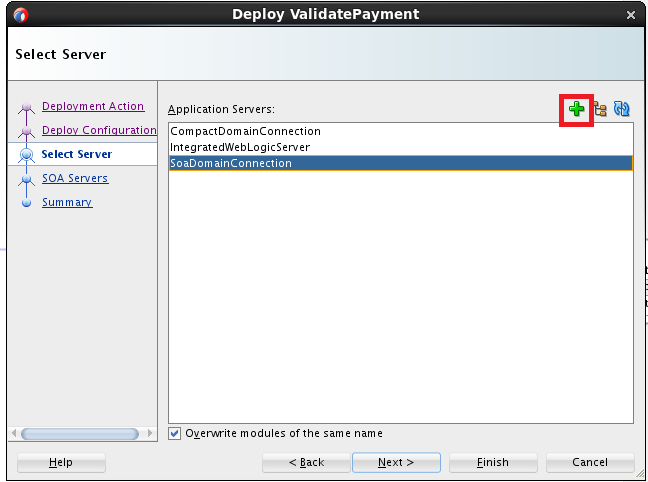 Deploy ValidatePayment
Select Server
Deployment Action
Deploy Configuration
Select Server
SOA Servers
Summary
Application Servers:
CompactDomainConnection
IntegratedWebLogicServer
SoaDomainConnection
Overwrite modules of the same name
Help
< Back
Next >
Finish
Cancel